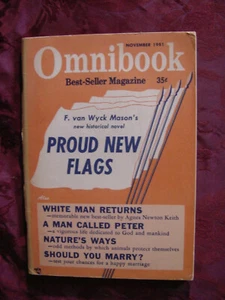 NOVEMBER 1951
Omnibook
Best-Seller Magazine
35¢
F. van Wyck Mason's
new historical novel
PROUD NEW
FLAGS
Also
WHITE MAN RETURNS
—memorable new best-seller by Agnes Newton Keith
A MAN CALLED PETER
—a vigorous life dedicated to God and mankind
NATURE'S WAYS
—odd methods by which animals protect themselves
SHOULD YOU MARRY?
—test your chances for a happy marriage